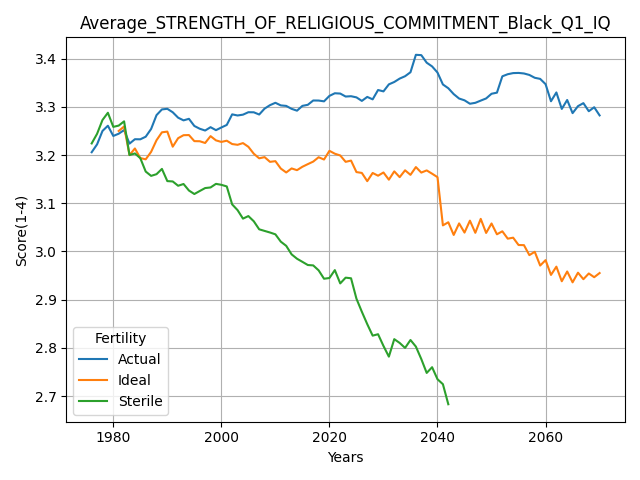 Average_STRENGTH_OF_RELIGIOUS_COMMITMENT_Black_Q1_IQ
Score(1-4)
3.4
3.3
3.2
3.1
3.0
2.9
2.8
2.7
Fertility
Actual
Ideal
Sterile
1980 2000 2020 2040 2060
Years